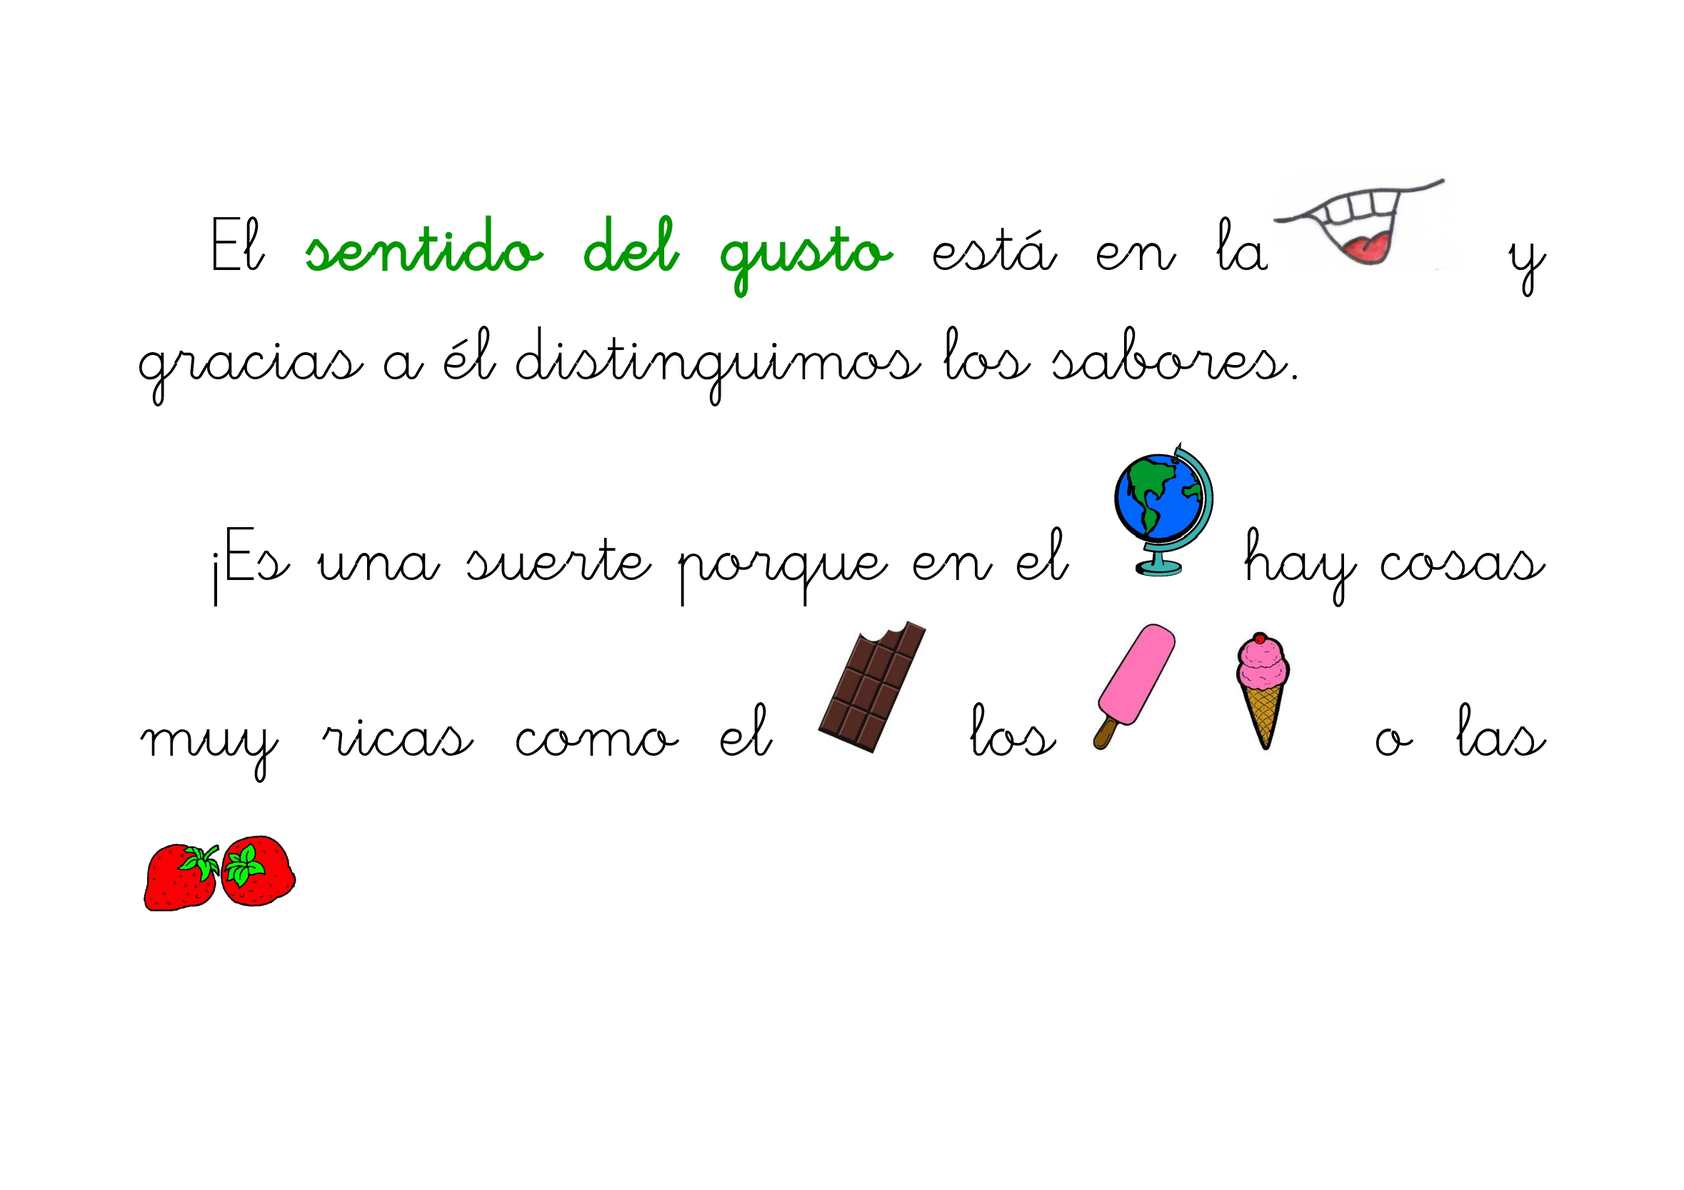 El sentido del gusto está en la y
gracias a él distinguimos los sabores.
¡Es una suerte porque en el hay cosas
muy ricas como el los o las